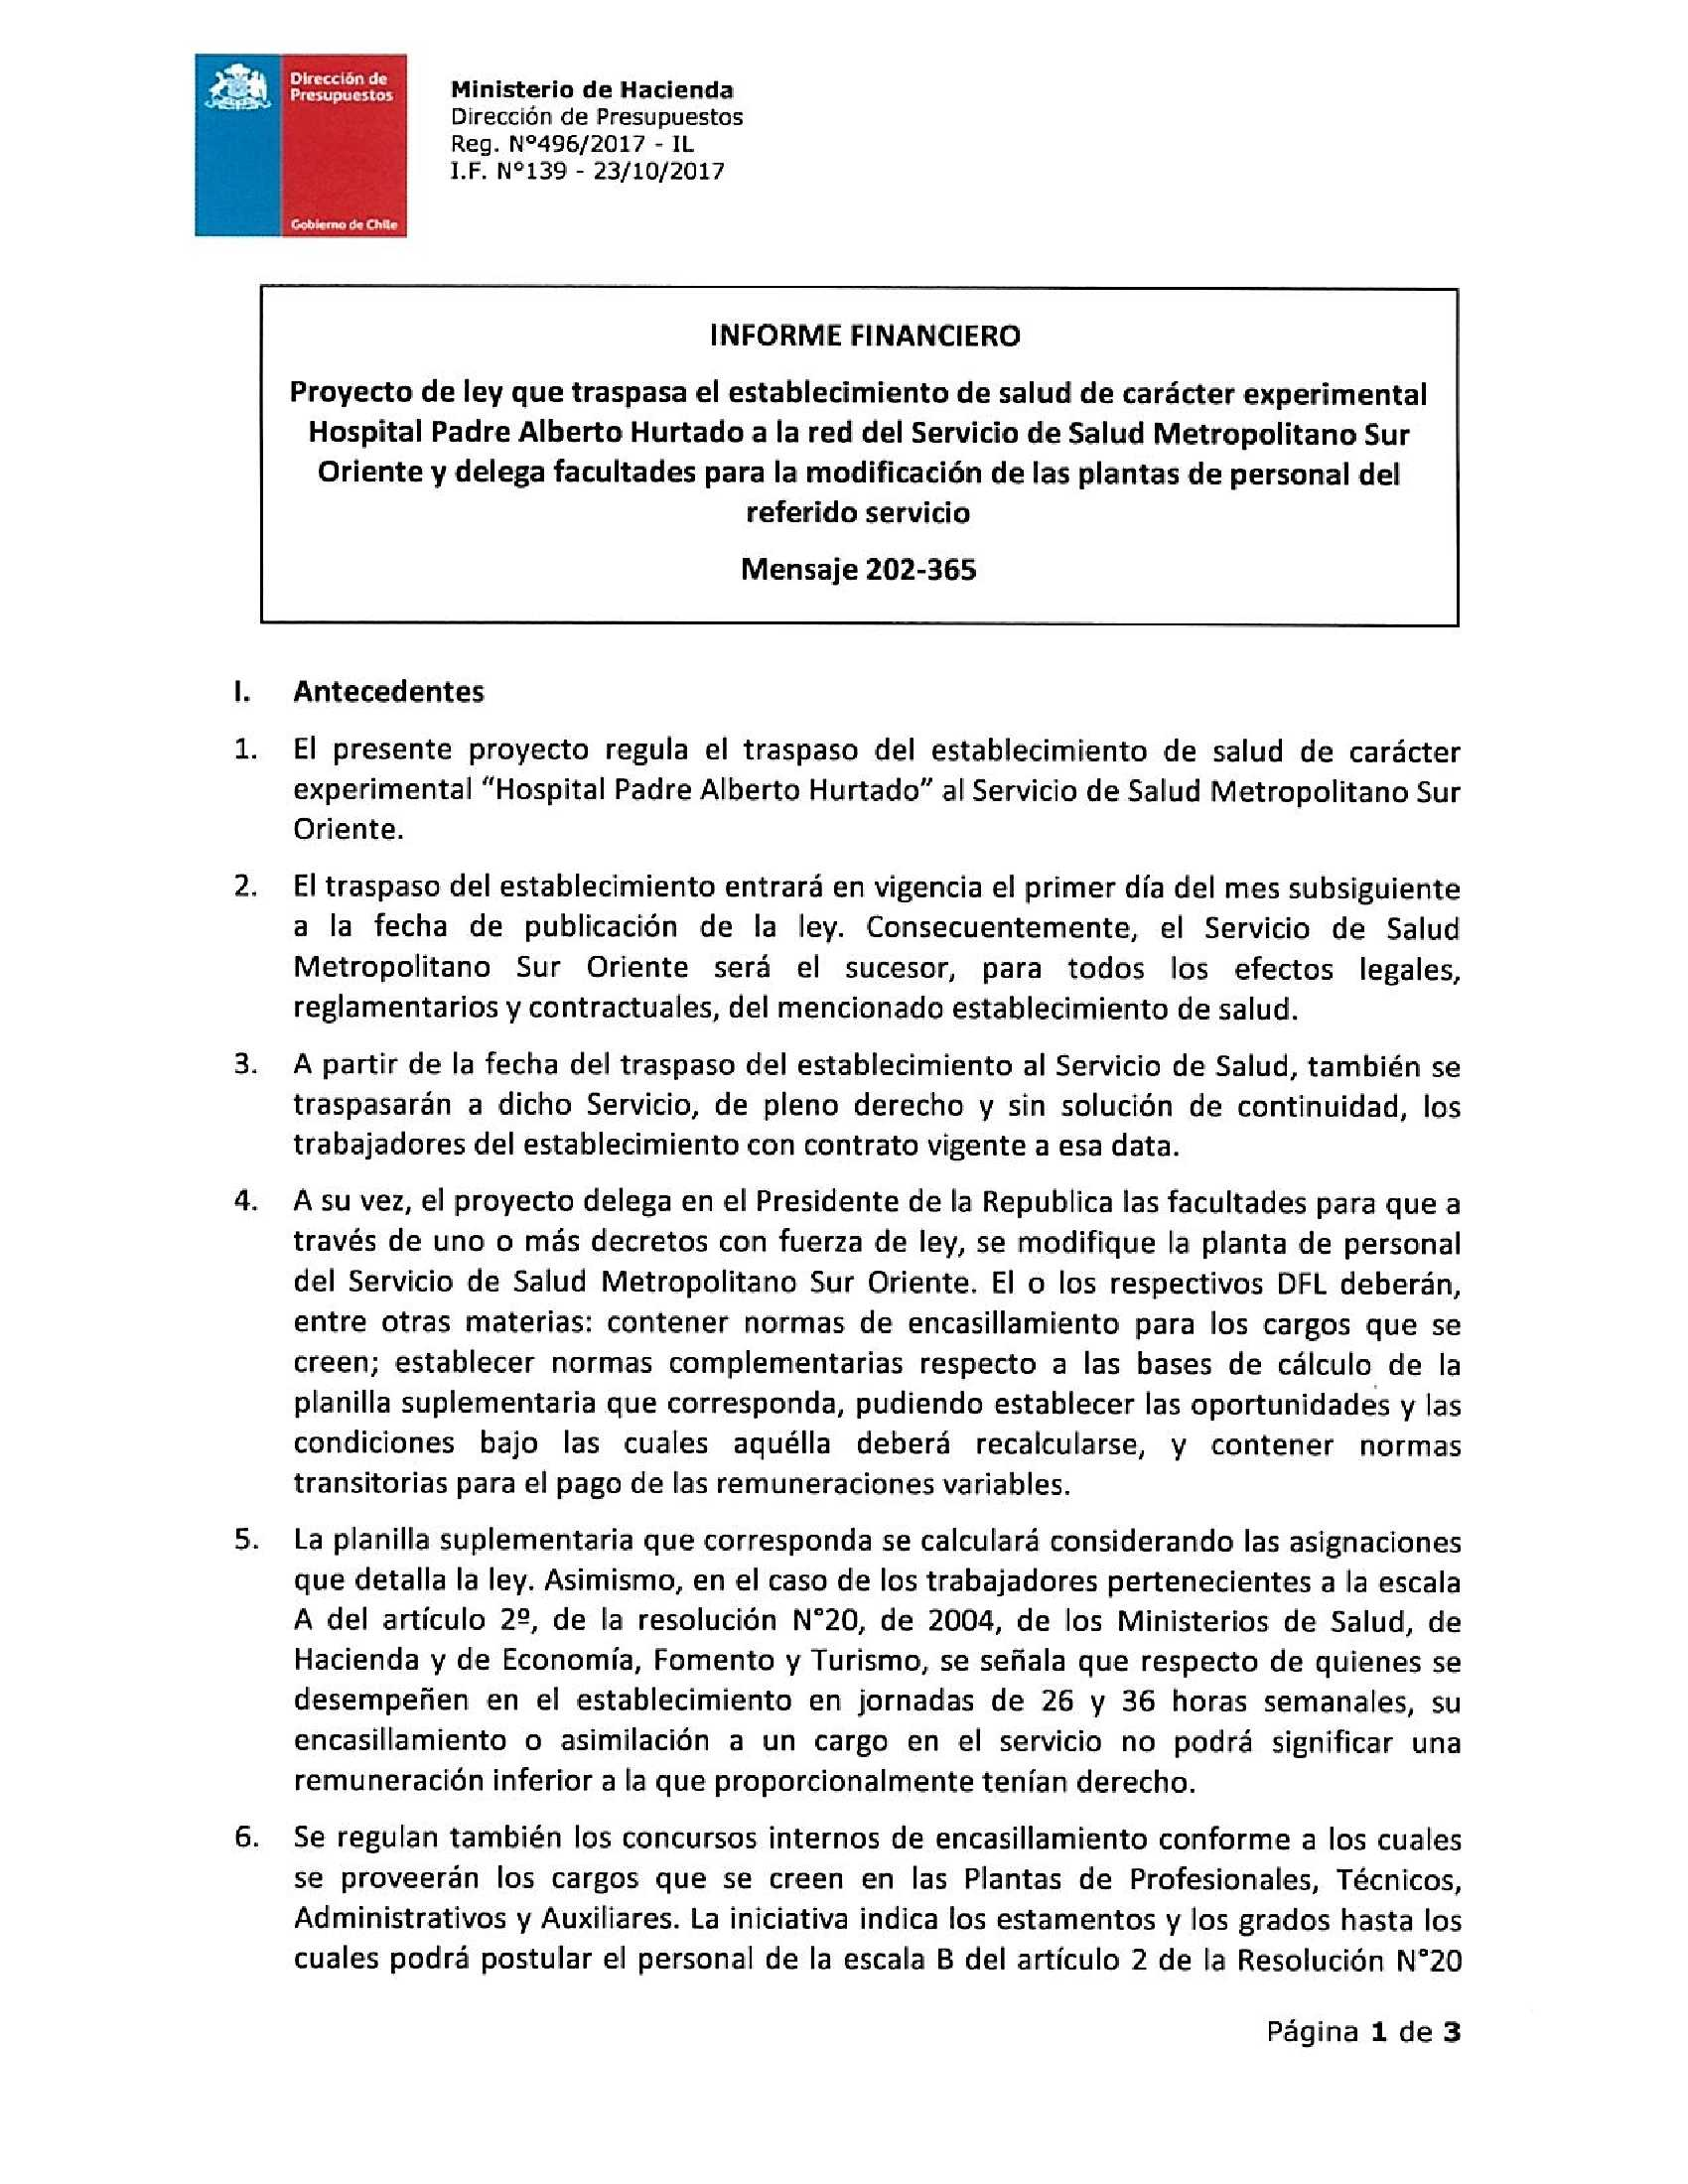 Dirección de
Presupuestos
Gobierno de Chile
Ministerio de Hacienda
Dirección de Presupuestos
Reg. Nº496/2017 - IL
I.F. Nº139 - 23/10/2017
INFORME FINANCIERO
Proyecto de ley que traspasa el establecimiento de salud de carácter experimental
Hospital Padre Alberto Hurtado a la red del Servicio de Salud Metropolitano Sur
Oriente y delega facultades para la modificación de las plantas de personal del
referido servicio
Mensaje 202-365
I. Antecedentes
1. El presente proyecto regula el traspaso del establecimiento de salud de carácter
experimental “Hospital Padre Alberto Hurtado” al Servicio de Salud Metropolitano Sur
Oriente.
2. El traspaso del establecimiento entrará en vigencia el primer día del mes subsiguiente
a la fecha de publicación de la ley. Consecuentemente, el Servicio de Salud
Metropolitano Sur Oriente será el sucesor, para todos los efectos legales,
reglamentarios y contractuales, del mencionado establecimiento de salud.
3. A partir de la fecha del traspaso del establecimiento al Servicio de Salud, también se
traspasarán a dicho Servicio, de pleno derecho y sin solución de continuidad, los
trabajadores del establecimiento con contrato vigente a esa data.
4. A su vez, el proyecto delega en el Presidente de la Republica las facultades para que a
través de uno o más decretos con fuerza de ley, se modifique la planta de personal
del Servicio de Salud Metropolitano Sur Oriente. El o los respectivos DFL deberán,
entre otras materias: contener normas de encasillamiento para los cargos que se
creen; establecer normas complementarias respecto a las bases de cálculo de la
planilla suplementaria que corresponda, pudiendo establecer las oportunidades y las
condiciones bajo las cuales aquélla deberá recalcularse, y contener normas
transitorias para el pago de las remuneraciones variables.
5. La planilla suplementaria que corresponda se calculará considerando las asignaciones
que detalla la ley. Asimismo, en el caso de los trabajadores pertenecientes a la escala
A del artículo 2º, de la resolución N°20, de 2004, de los Ministerios de Salud, de
Hacienda y de Economía, Fomento y Turismo, se señala que respecto de quienes se
desempeñen en el establecimiento en jornadas de 26 y 36 horas semanales, su
encasillamiento o asimilación a un cargo en el servicio no podrá significar una
remuneración inferior a la que proporcionalmente tenían derecho.
6. Se regulan también los concursos internos de encasillamiento conforme a los cuales
se proveerán los cargos que se creen en las Plantas de Profesionales, Técnicos,
Administrativos y Auxiliares. La iniciativa indica los estamentos y los grados hasta los
cuales podrá postular el personal de la escala B del artículo 2 de la Resolución N°20
Página 1 de 3